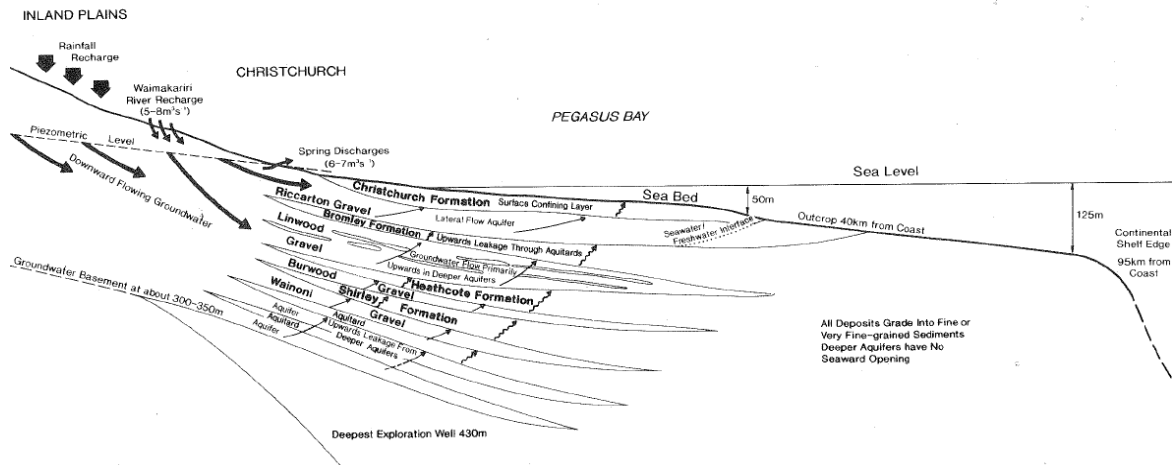 INLAND PLAINS
Rainfall
Recharge
CHRISTCHURCH
Waimakariri
River Recharge
(5-8m³s⁻¹)
PEGASUS BAY
Piezometric Level
Spring Discharges
(6-7m³s⁻¹)
Downward Flowing Groundwater
Sea Level
Christchurch Formation
Surface Confining Layer
Sea Bed
50m
125m
Riccarton Gravel
Lateral Flow Aquifer
Seawater/
Freshwater Interface
Outcrop 40km from Coast
Continental
Shelf Edge
95km from
Coast
Bromley Formation
Upwards Leakage Through Aquitards
Linwood
Gravel
Groundwater Flow Primarily
Upwards in Deeper Aquifers
Heathcote Formation
Burwood
Gravel
Shirley Formation
Wainoni
Gravel
Aquifer
Aquitard
Aquitard
Aquifer
Upwards Leakage From
Deeper Aquifers
Groundwater Basement at about 300-350m
All Deposits Grade Into Fine or
Very Fine-grained Sediments
Deeper Aquifers have No
Seaward Opening
Deepest Exploration Well 430m